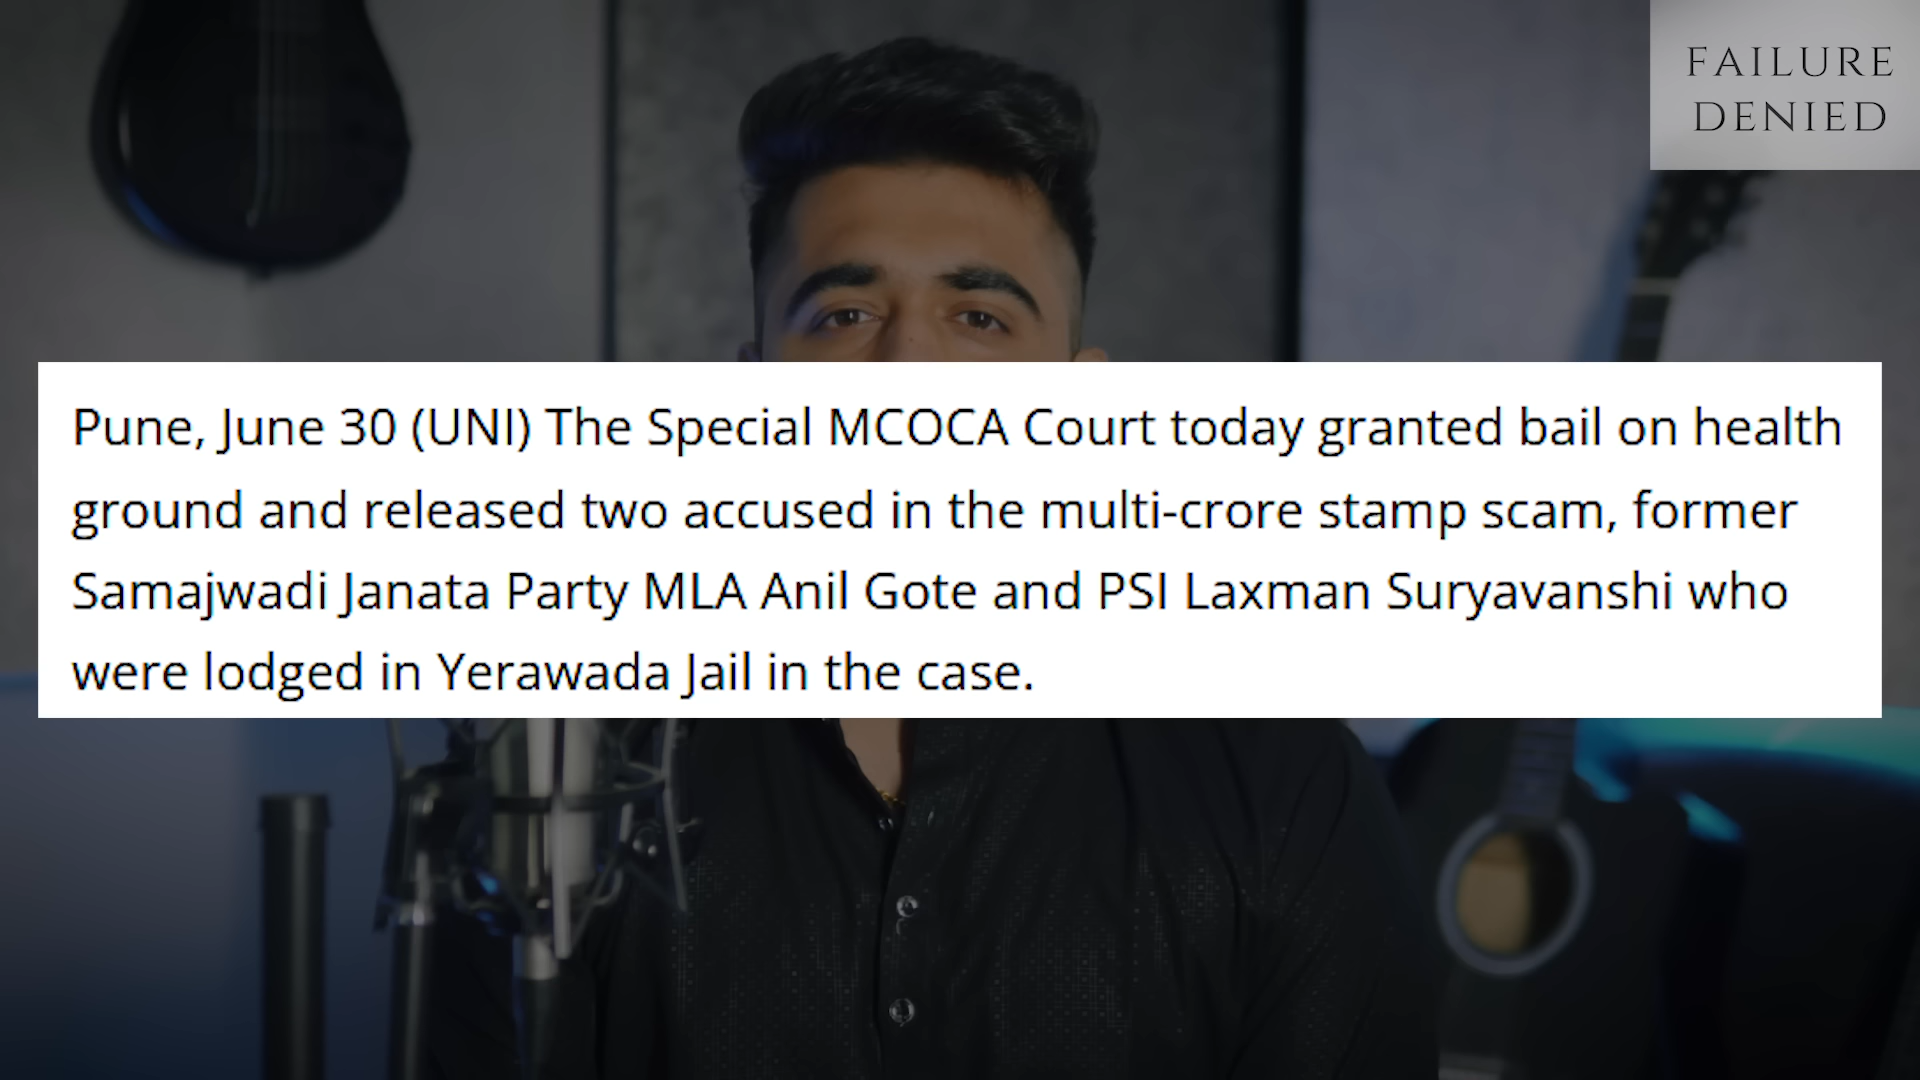 FAILURE
DENIED
Pune, June 30 (UNI) The Special MCOCA Court today granted bail on health
ground and released two accused in the multi-crore stamp scam, former
Samajwadi Janata Party MLA Anil Gote and PSI Laxman Suryavanshi who
were lodged in Yerawada Jail in the case.